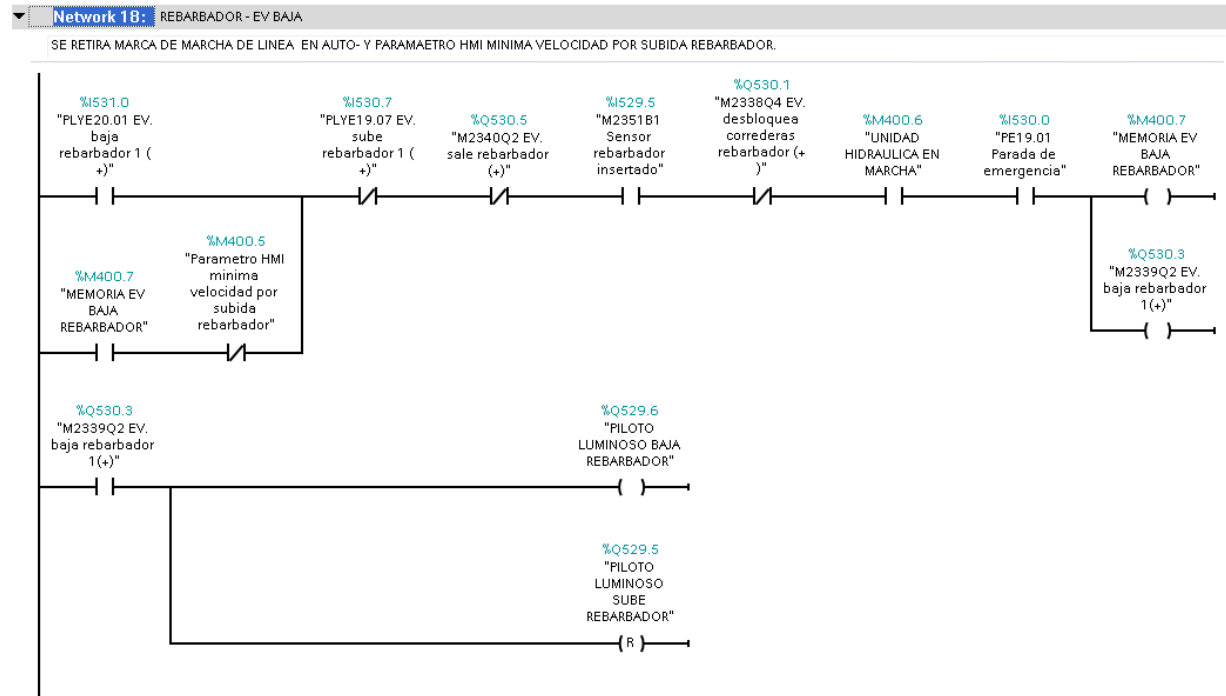 Network 18: REBARBADOR - EV BAJA
SE RETIRA MARCA DE MARCHA DE LINEA EN AUTO- Y PARAMAETRO HMI MINIMA VELOCIDAD POR SUBIDA REBARBADOR.
%I531.0
"PLYE20.01 EV.
baja
rebarbador 1 (
+)"
%I530.7
"PLYE19.07 EV.
sube
rebarbador 1 (
+)"
%Q530.5
"M2340Q2 EV.
sale rebarbador
(+)"
%I529.5
"M2351B1
Sensor
rebarbador
insertado"
%Q530.1
"M2338Q4 EV.
desbloquea
correderas
rebarbador (+
)"
%M400.6
"UNIDAD
HIDRAULICA EN
MARCHA"
%I530.0
"PE19.01
Parada de
emergencia"
%M400.7
"MEMORIA EV
BAJA
REBARBADOR"
%M400.7
"MEMORIA EV
BAJA
REBARBADOR"
%M400.5
"Parametro HMI
minima
velocidad por
subida
rebarbador"
%Q530.3
"M2339Q2 EV.
baja rebarbador
1(+)"
%Q530.3
"M2339Q2 EV.
baja rebarbador
1(+)"
%Q529.6
"PILOTO
LUMINOSO BAJA
REBARBADOR"
%Q529.5
"PILOTO
LUMINOSO
SUBE
REBARBADOR"
R